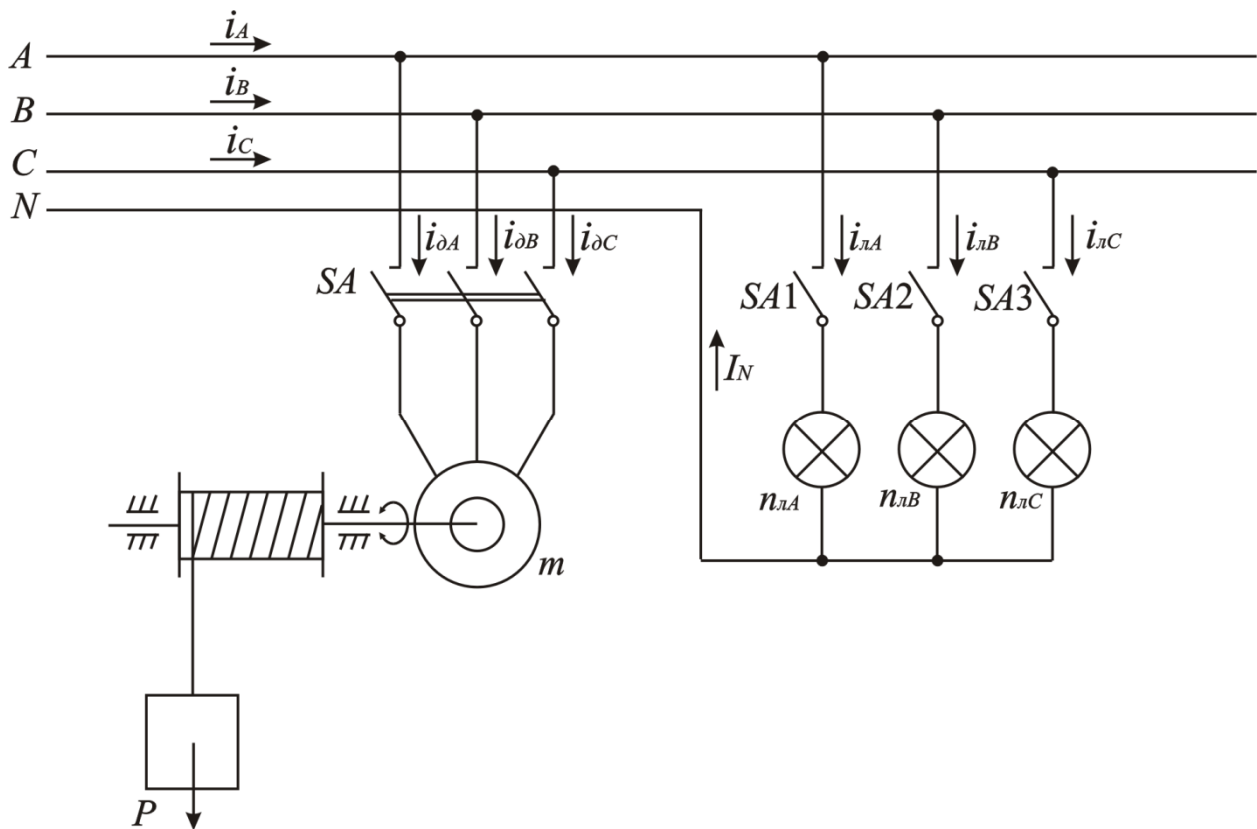 A
i_A
B
i_B
C
i_C
N
SA
i_дA
i_дB
i_дC
i_лA
i_лB
i_лC
SA1
SA2
SA3
I_N
n_лA
n_лB
n_лC
m
P